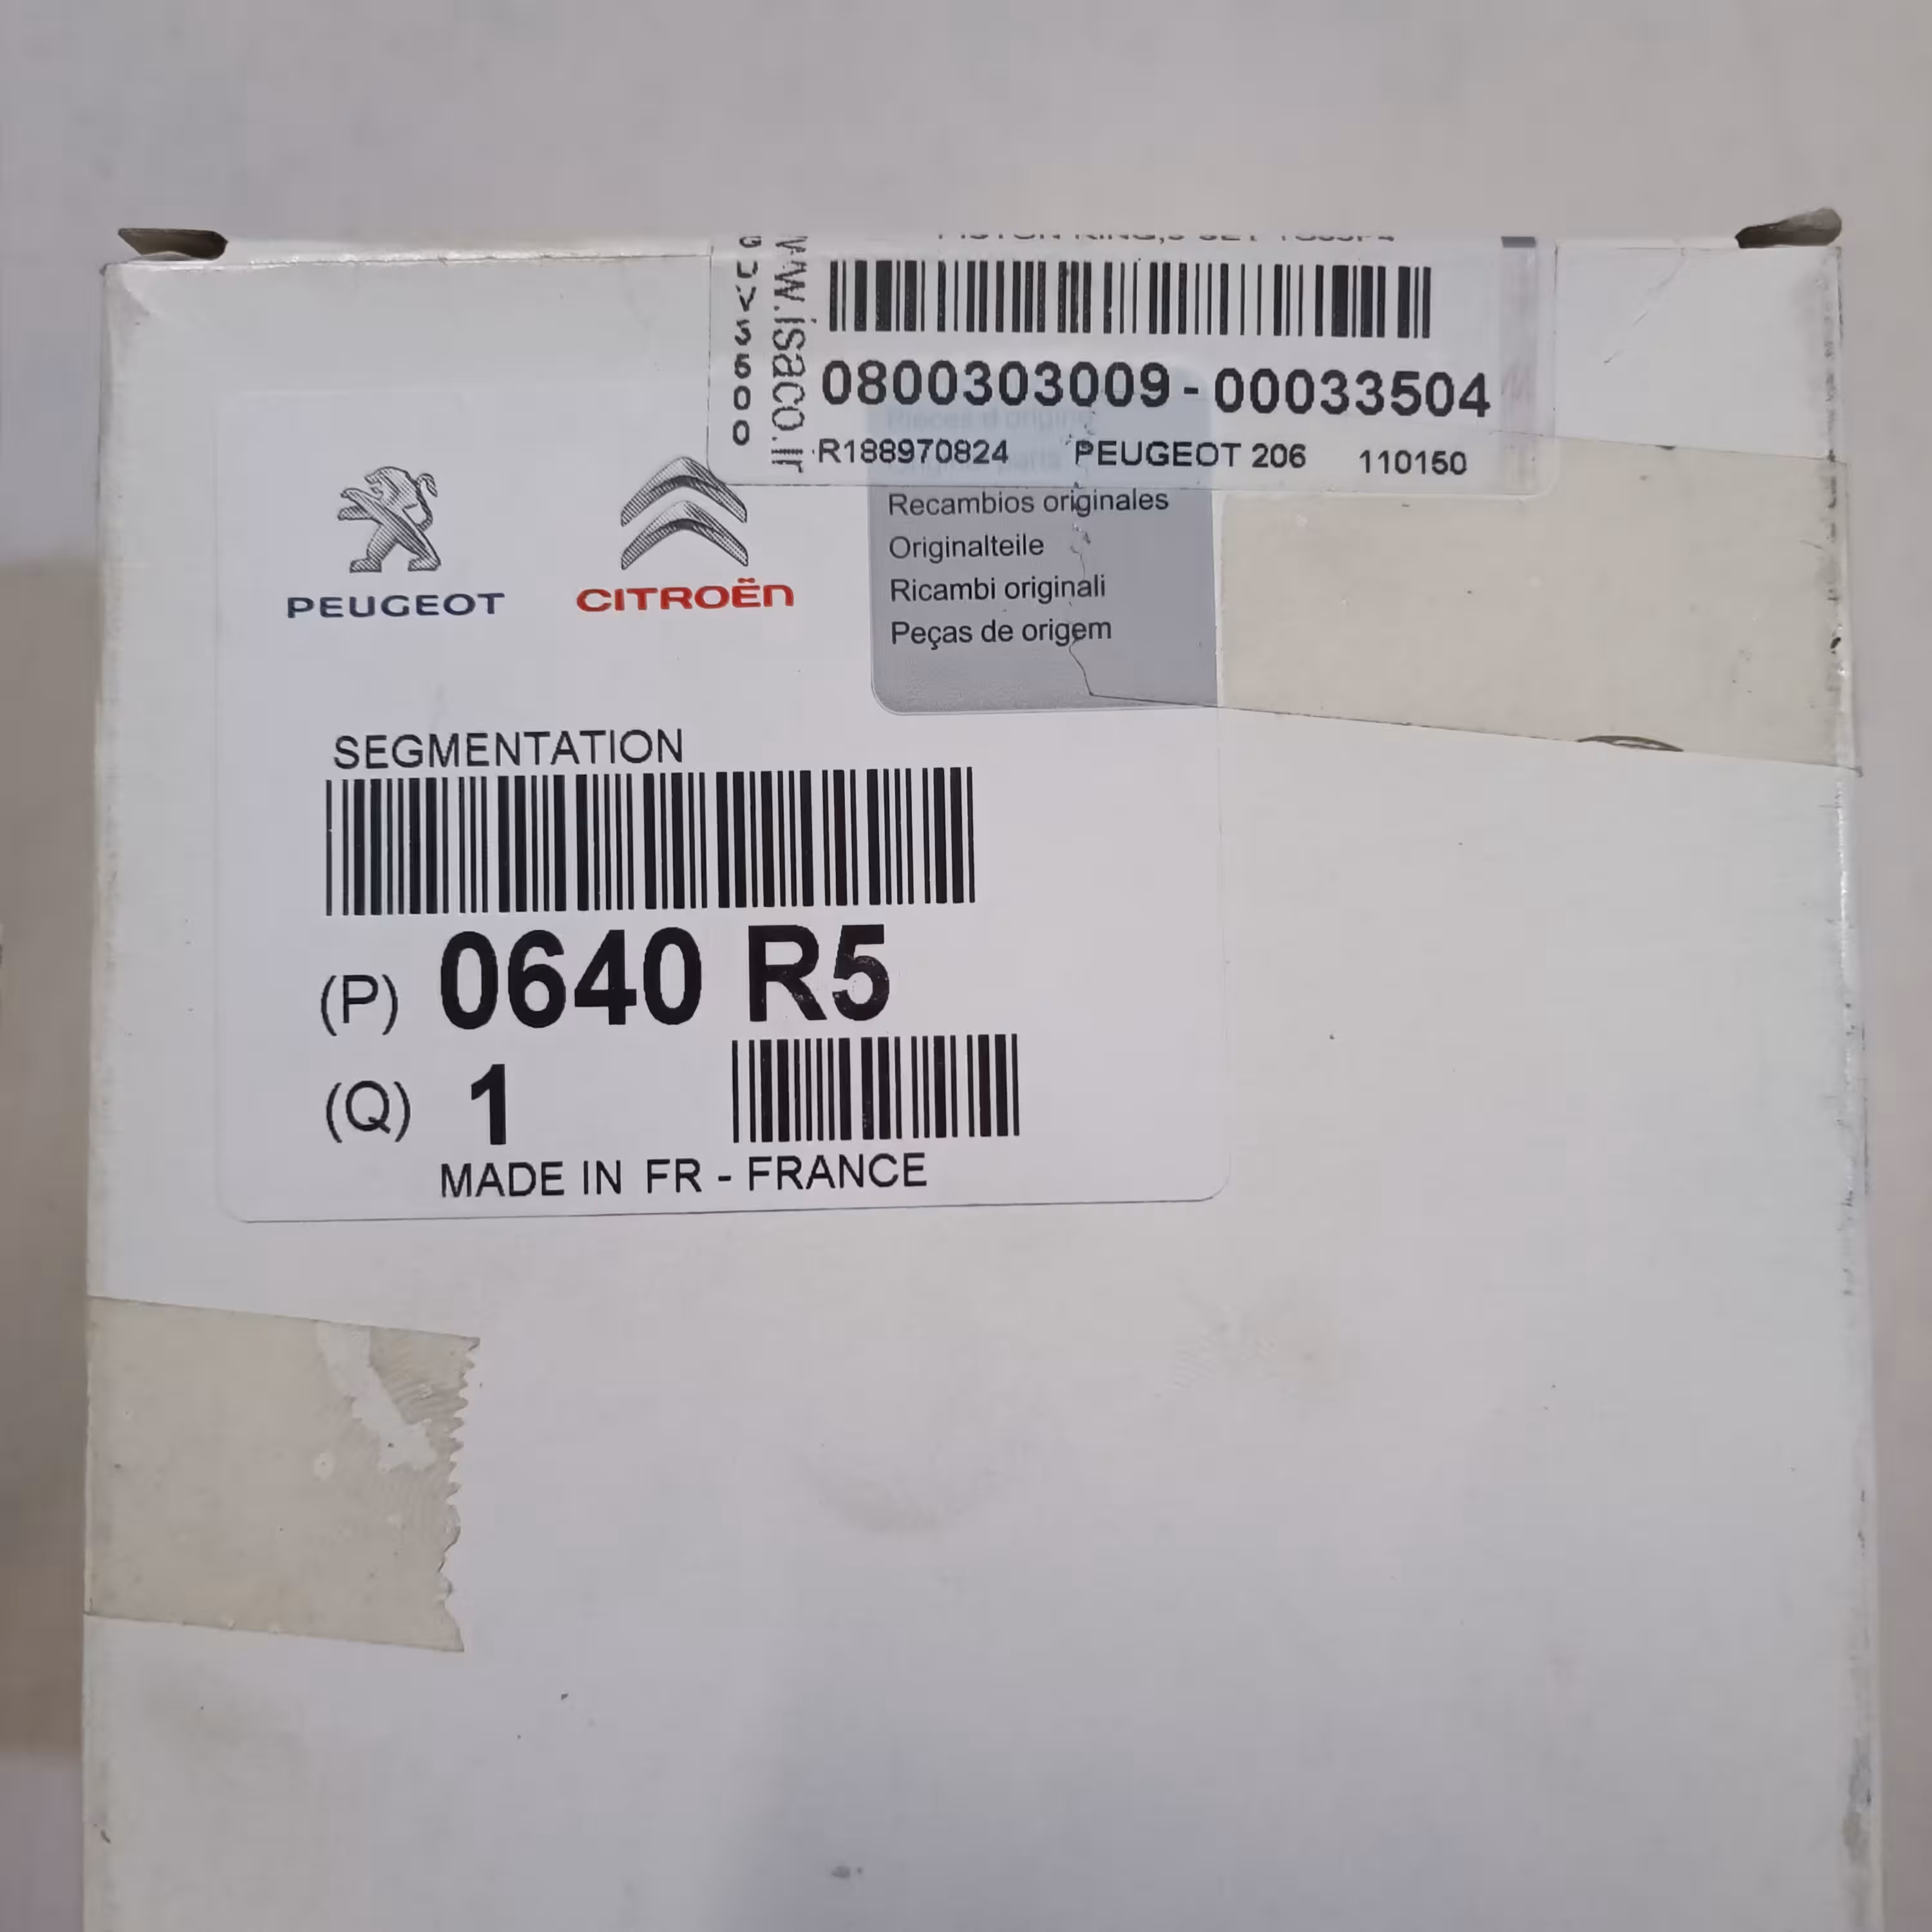 www.isaco.ir
0800303009-00033504
R188970824 PEUGEOT 206 110150
PEUGEOT
CITROËN
Recambios originales
Originalteile
Ricambi originali
Peças de origem
SEGMENTATION
(P) 0640 R5
(Q) 1
MADE IN FR - FRANCE